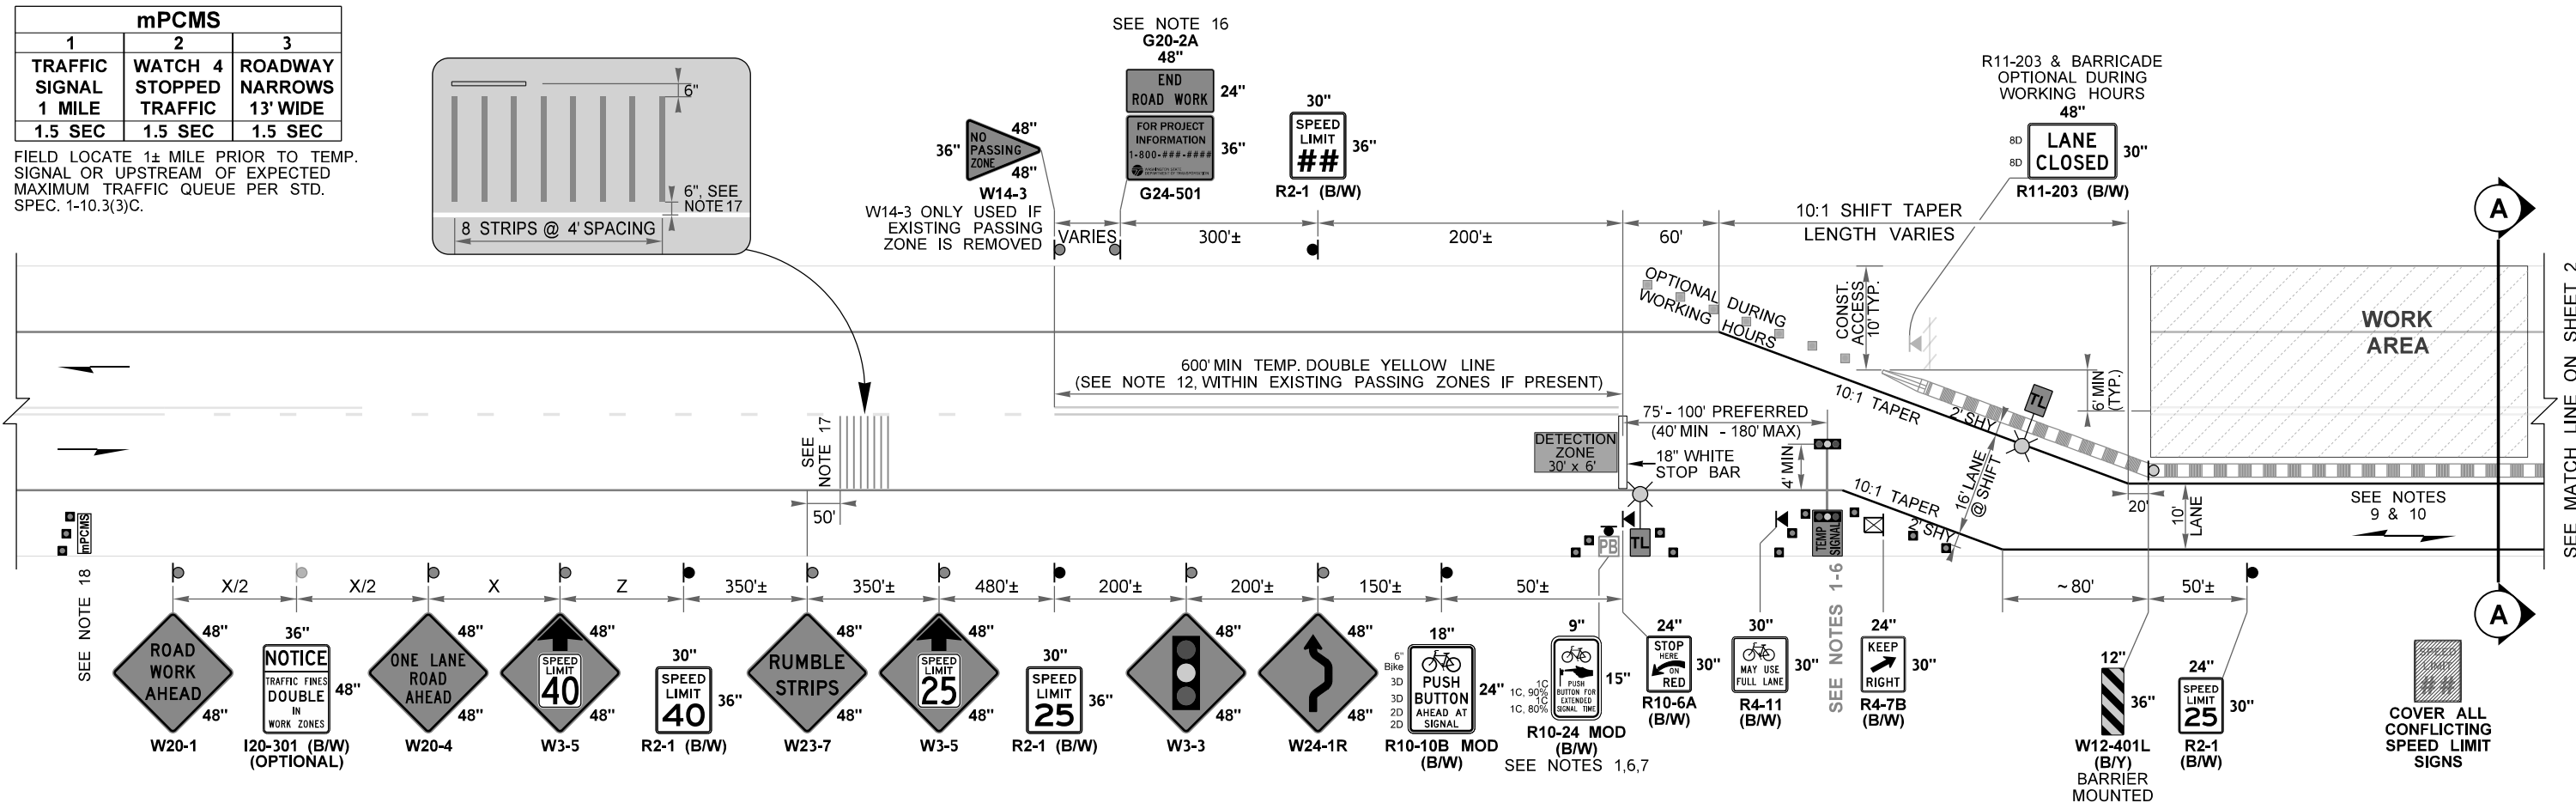 mPCMS
1 2 3
TRAFFIC SIGNAL 1 MILE
WATCH 4 STOPPED TRAFFIC
ROADWAY NARROWS 13' WIDE
1.5 SEC 1.5 SEC 1.5 SEC
FIELD LOCATE 1± MILE PRIOR TO TEMP.
SIGNAL OR UPSTREAM OF EXPECTED
MAXIMUM TRAFFIC QUEUE PER STD.
SPEC. 1-10.3(3)C.
6"
6", SEE
NOTE 17
8 STRIPS @ 4' SPACING
NO
PASSING
ZONE
48"
36"
48"
W14-3
W14-3 ONLY USED IF
EXISTING PASSING
ZONE IS REMOVED
SEE NOTE 16
G20-2A
48"
END
ROAD WORK
24"
FOR PROJECT
INFORMATION
1-800-###-####
36"
G24-501
30"
SPEED
LIMIT
##
36"
R2-1 (B/W)
R11-203 & BARRICADE
OPTIONAL DURING
WORKING HOURS
48"
8D
8D
LANE
CLOSED
30"
R11-203 (B/W)
VARIES
300'±
200'±
60'
10:1 SHIFT TAPER
LENGTH VARIES
A
OPTIONAL DURING
WORKING HOURS
CONST.
ACCESS
10' TYP.
WORK
AREA
6' MIN
(TYP.)
SEE MATCH LINE ON SHEET 2
600' MIN TEMP. DOUBLE YELLOW LINE
(SEE NOTE 12, WITHIN EXISTING PASSING ZONES IF PRESENT)
10:1 TAPER
2' SHY
TL
SEE
NOTE 17
50'
DETECTION
ZONE
30' x 6'
75' - 100' PREFERRED
(40' MIN - 180' MAX)
18" WHITE
STOP BAR
4' MIN
16' LANE
@ SHIFT
10:1 TAPER
2' SHY
20'
10'
LANE
SEE NOTES
9 & 10
mPCMS
SEE NOTE 18
PB
TL
TEMP
SIGNAL
SEE NOTES 1-6
X/2
X/2
X
Z
350'±
350'±
480'±
200'±
200'±
150'±
50'±
~ 80'
50'±
A
ROAD
WORK
AHEAD
48"
48"
W20-1
36"
NOTICE
TRAFFIC FINES
DOUBLE
IN
WORK ZONES
48"
I20-301 (B/W)
(OPTIONAL)
ONE LANE
ROAD
AHEAD
48"
48"
W20-4
SPEED
LIMIT
40
48"
48"
W3-5
30"
SPEED
LIMIT
40
36"
R2-1 (B/W)
RUMBLE
STRIPS
48"
48"
W23-7
SPEED
LIMIT
25
48"
48"
W3-5
30"
SPEED
LIMIT
25
36"
R2-1 (B/W)
48"
48"
W3-3
48"
48"
W24-1R
18"
6"
Bike
3D
3D
2D
2D
PUSH
BUTTON
AHEAD AT
SIGNAL
24"
R10-10B MOD
(B/W)
9"
1C
1C, 90%
1C
1C, 80%
PUSH
BUTTON FOR
EXTENDED
SIGNAL TIME
15"
R10-24 MOD
(B/W)
SEE NOTES 1,6,7
24"
STOP
HERE
ON
RED
30"
R10-6A
(B/W)
30"
MAY USE
FULL LANE
30"
R4-11
(B/W)
24"
KEEP
RIGHT
30"
R4-7B
(B/W)
12"
36"
W12-401L
(B/Y)
BARRIER
MOUNTED
24"
SPEED
LIMIT
25
30"
R2-1
(B/W)
SPEED
LIMIT
##
COVER ALL
CONFLICTING
SPEED LIMIT
SIGNS